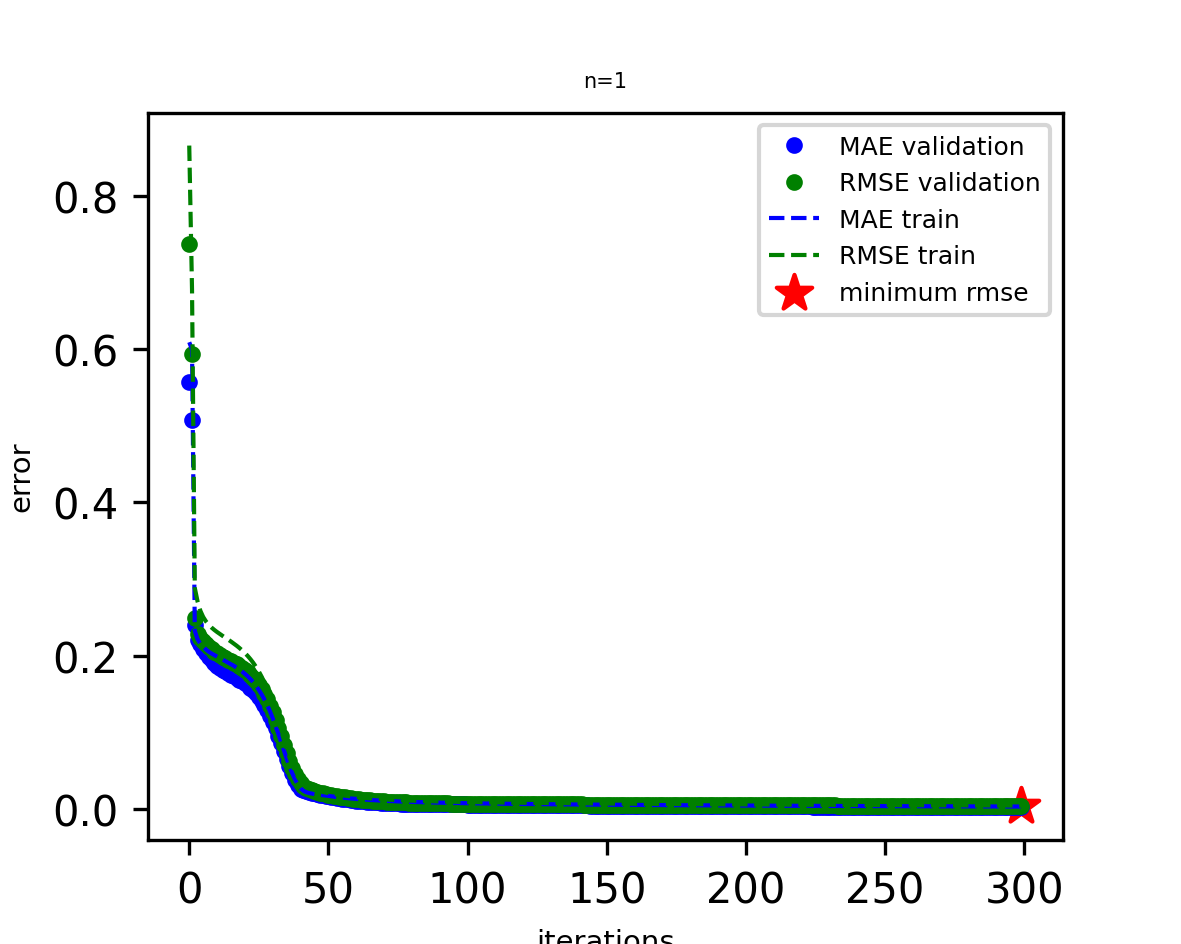 n=1
MAE validation
RMSE validation
MAE train
RMSE train
minimum rmse
0.8
0.6
0.4
0.2
0.0
error
0 50 100 150 200 250 300
iterations